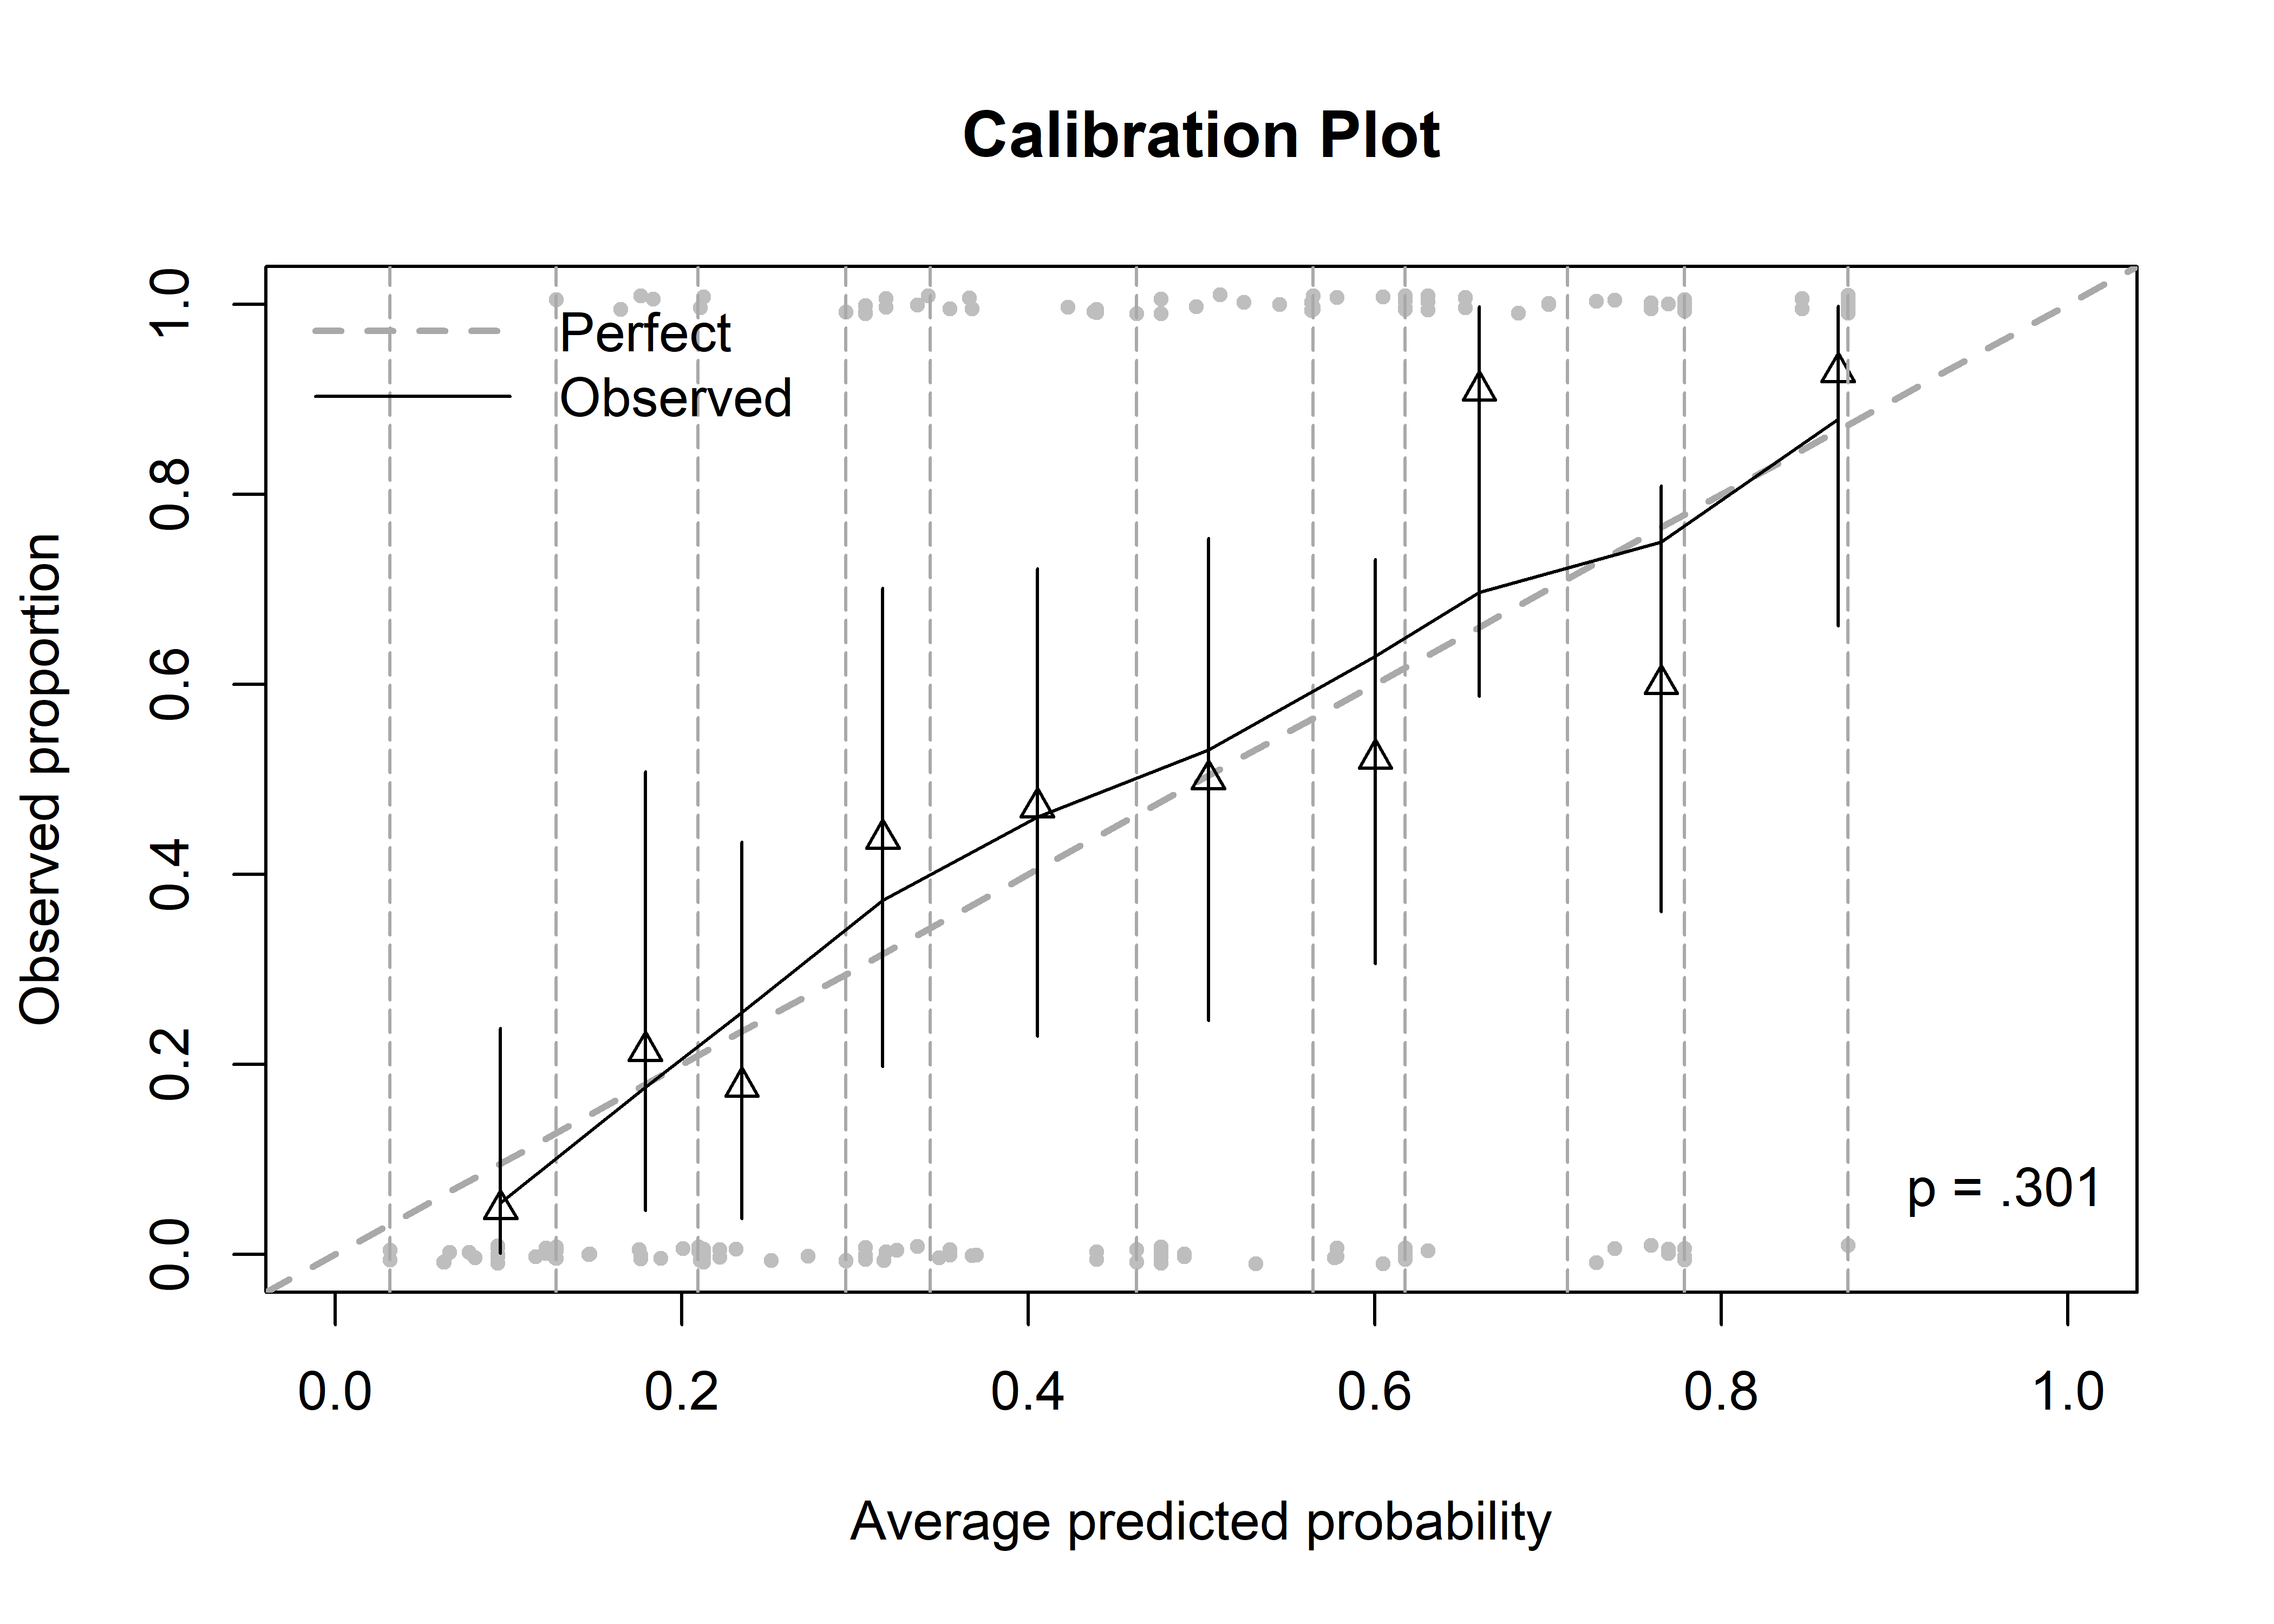 Calibration Plot
Perfect
Observed
Observed proportion
1.0
0.8
0.6
0.4
0.2
0.0
p = .301
0.0 0.2 0.4 0.6 0.8 1.0
Average predicted probability